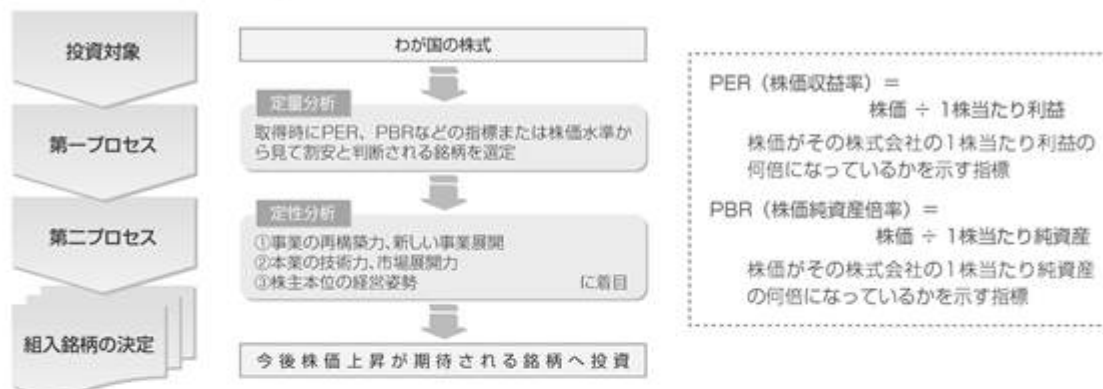 投資対象
わが国の株式
第一プロセス
定量分析
取得時にPER、PBRなどの指標または株価水準か
ら見て割安と判断される銘柄を選定
第二プロセス
定性分析
①事業の再構築力、新しい事業展開
②本業の技術力、市場展開力
③株主本位の経営姿勢 に着目
組入銘柄の決定
今後株価上昇が期待される銘柄へ投資
PER（株価収益率）＝
株価 ÷ 1株当たり利益
株価がその株式会社の1株当たり利益の
何倍になっているかを示す指標
PBR（株価純資産倍率）＝
株価 ÷ 1株当たり純資産
株価がその株式会社の1株当たり純資産
の何倍になっているかを示す指標